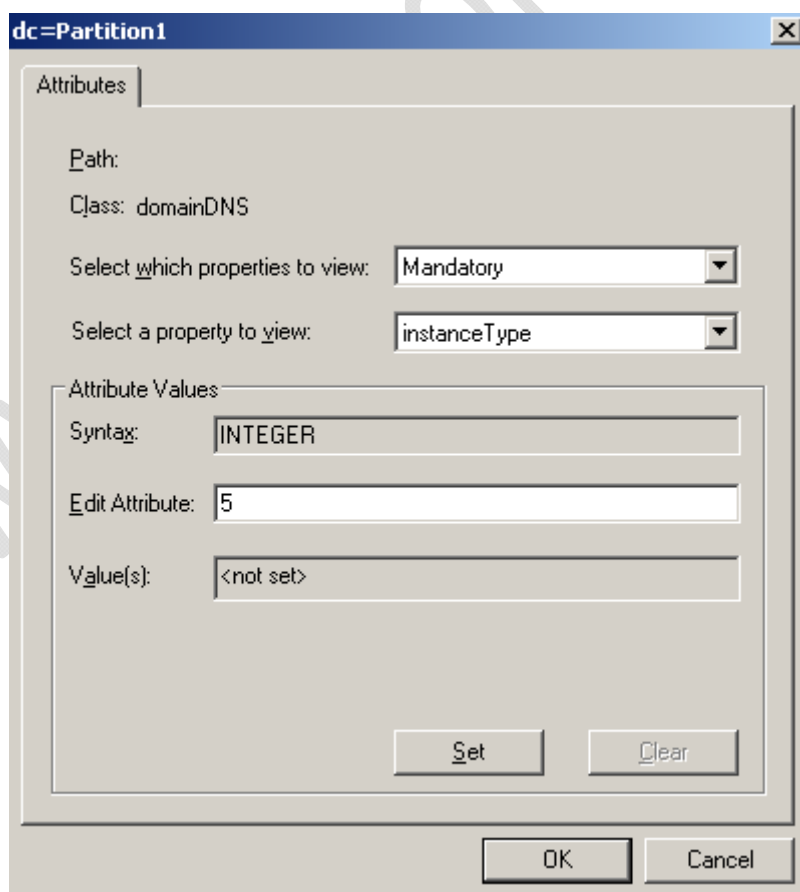 dc=Partition1
Attributes
Path:
Class: domainDNS
Select which properties to view: Mandatory
Select a property to view: instanceType
Attribute Values
Syntax: INTEGER
Edit Attribute: 5
Value(s): <not set>
Set Clear
OK Cancel